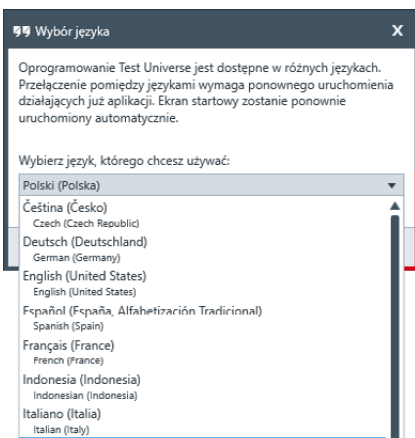 Wybór języka X
Oprogramowanie Test Universe jest dostępne w różnych językach.
Przełączenie pomiędzy językami wymaga ponownego uruchomienia
działających już aplikacji. Ekran startowy zostanie ponownie
uruchomiony automatycznie.
Wybierz język, którego chcesz używać:
Polski (Polska)
Čeština (Česko)
Czech (Czech Republic)
Deutsch (Deutschland)
German (Germany)
English (United States)
English (United States)
Español (España, Alfabetización Tradicional)
Spanish (Spain)
Français (France)
French (France)
Indonesia (Indonesia)
Indonesian (Indonesia)
Italiano (Italia)
Italian (Italy)